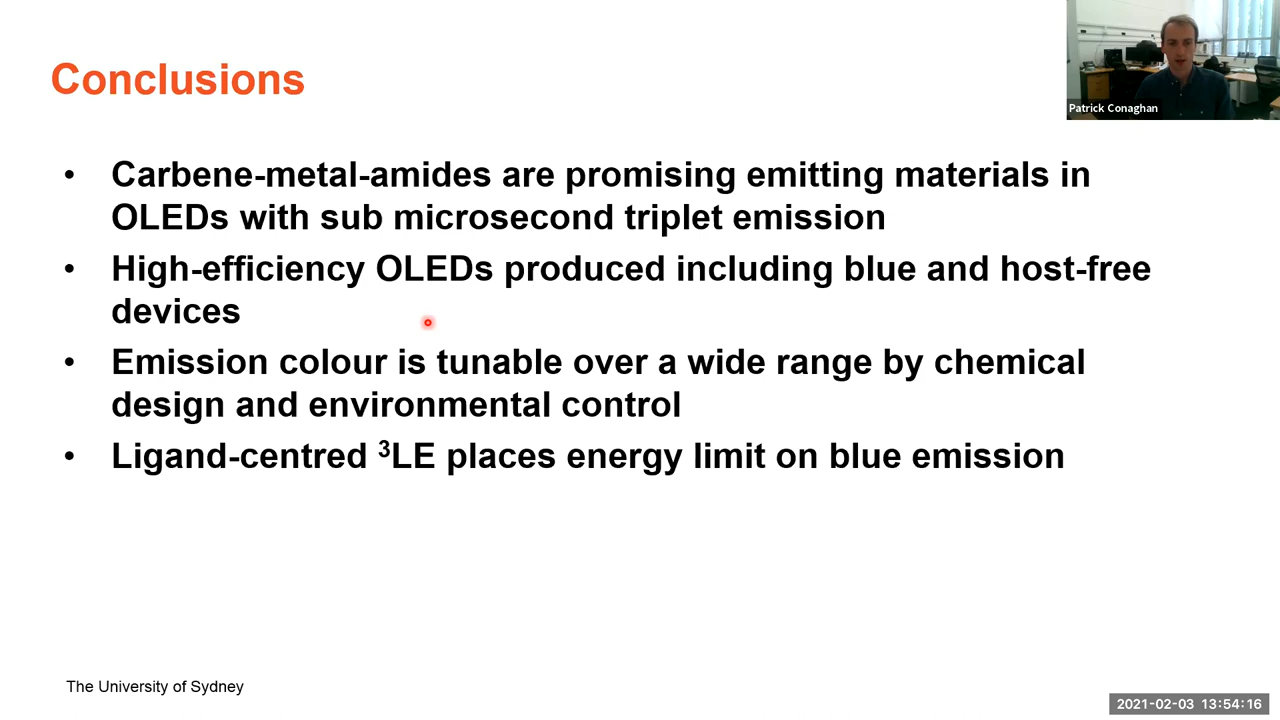 Conclusions
Patrick Conaghan
• Carbene-metal-amides are promising emitting materials in
OLEDs with sub microsecond triplet emission
• High-efficiency OLEDs produced including blue and host-free
devices
• Emission colour is tunable over a wide range by chemical
design and environmental control
• Ligand-centred ³LE places energy limit on blue emission
The University of Sydney
2021-02-03 13:54:16